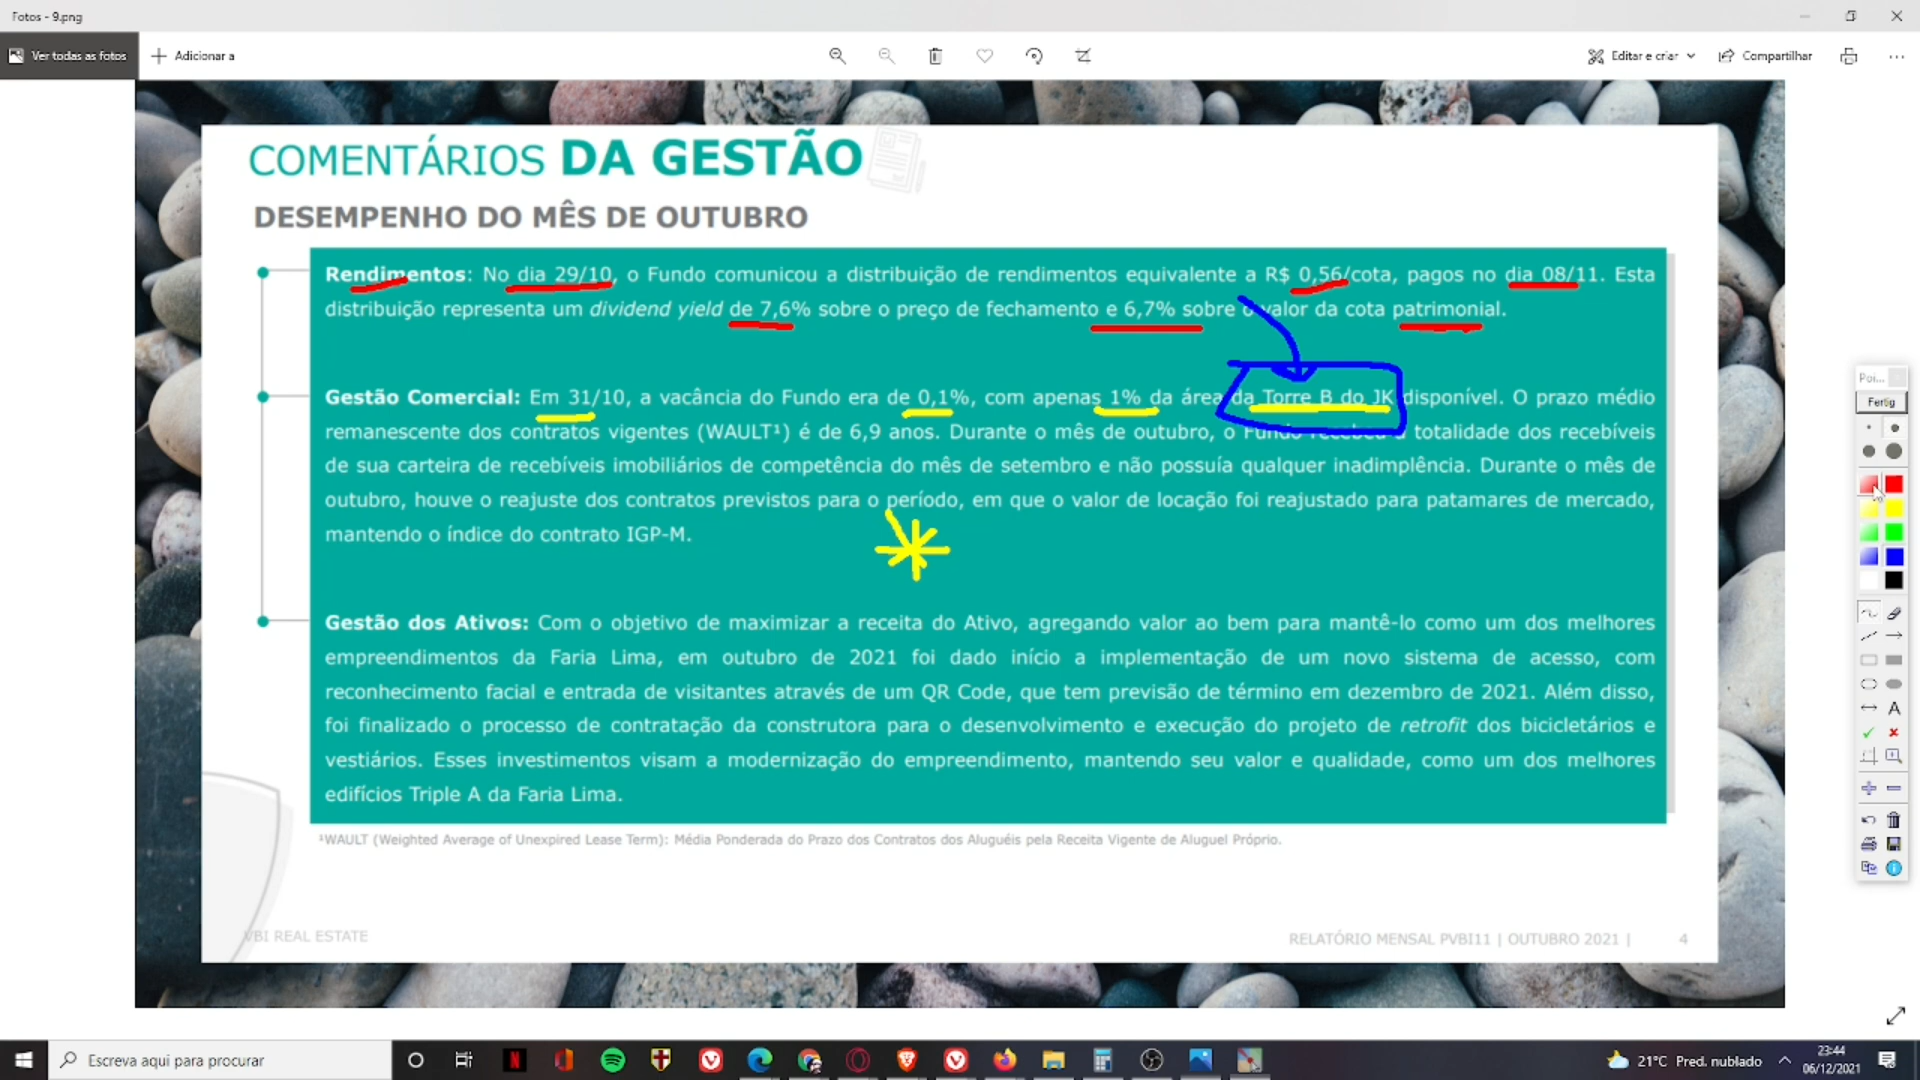 Fotos - 9.png
Ver todas as fotos
Adicionar a
Editar e criar
Compartilhar
COMENTÁRIOS DA GESTÃO
DESEMPENHO DO MÊS DE OUTUBRO
Rendimentos: No dia 29/10, o Fundo comunicou a distribuição de rendimentos equivalente a R$ 0,56/cota, pagos no dia 08/11. Esta
distribuição representa um dividend yield de 7,6% sobre o preço de fechamento e 6,7% sobre o valor da cota patrimonial.
Gestão Comercial: Em 31/10, a vacância do Fundo era de 0,1%, com apenas 1% da área da Torre B do JK disponível. O prazo médio
remanescente dos contratos vigentes (WAULT¹) é de 6,9 anos. Durante o mês de outubro, o Fundo recebeu a totalidade dos recebíveis
de sua carteira de recebíveis imobiliários de competência do mês de setembro e não possuía qualquer inadimplência. Durante o mês de
outubro, houve o reajuste dos contratos previstos para o período, em que o valor de locação foi reajustado para patamares de mercado,
mantendo o índice do contrato IGP-M.
Gestão dos Ativos: Com o objetivo de maximizar a receita do Ativo, agregando valor ao bem para mantê-lo como um dos melhores
empreendimentos da Faria Lima, em outubro de 2021 foi dado início a implementação de um novo sistema de acesso, com
reconhecimento facial e entrada de visitantes através de um QR Code, que tem previsão de término em dezembro de 2021. Além disso,
foi finalizado o processo de contratação da construtora para o desenvolvimento e execução do projeto de retrofit dos bicicletários e
vestiários. Esses investimentos visam a modernização do empreendimento, mantendo seu valor e qualidade, como um dos melhores
edifícios Triple A da Faria Lima.
¹WAULT (Weighted Average of Unexpired Lease Term): Média Ponderada do Prazo dos Contratos dos Aluguéis pela Receita Vigente de Aluguel Próprio.
VBI REAL ESTATE
RELATÓRIO MENSAL PVBI11 | OUTUBRO 2021 | 4
Poi...
Fertig
A
Escreva aqui para procurar
21°C Pred. nublado
23:44
06/12/2021